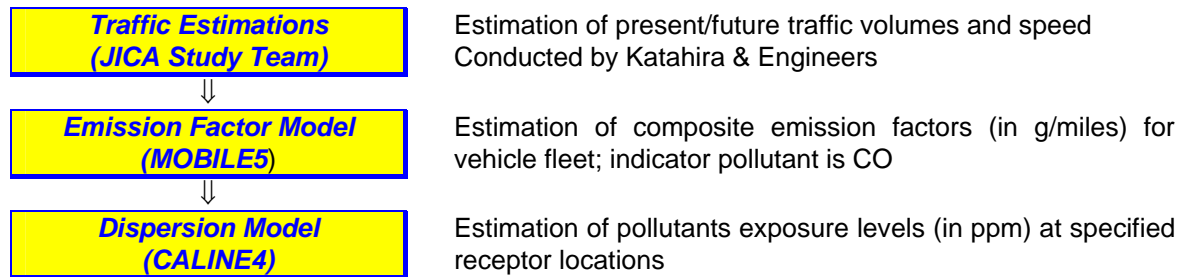 Traffic Estimations
(JICA Study Team)
Estimation of present/future traffic volumes and speed
Conducted by Katahira & Engineers
⇓
Emission Factor Model
(MOBILE5)
Estimation of composite emission factors (in g/miles) for
vehicle fleet; indicator pollutant is CO
⇓
Dispersion Model
(CALINE4)
Estimation of pollutants exposure levels (in ppm) at specified
receptor locations